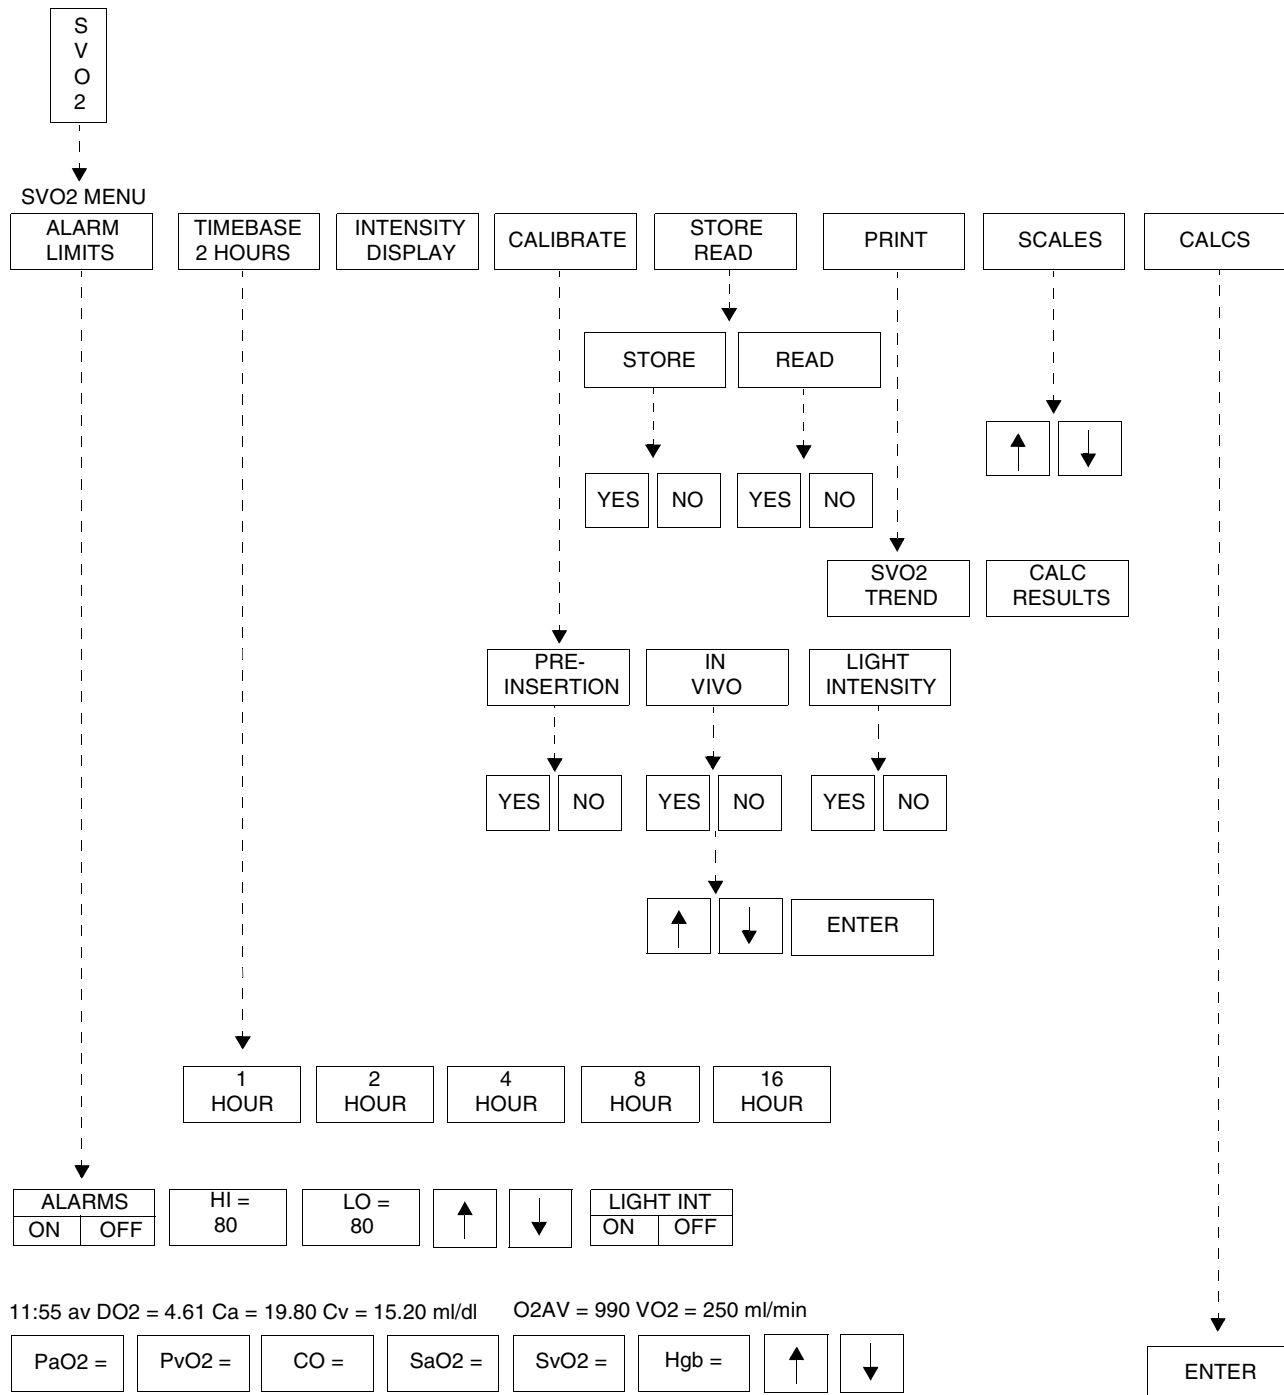 S
V
O
2
SVO2 MENU
ALARM
LIMITS
TIMEBASE
2 HOURS
INTENSITY
DISPLAY
CALIBRATE
STORE
READ
PRINT
SCALES
CALCS
STORE
READ
YES
NO
YES
NO
SVO2
TREND
CALC
RESULTS
PRE-
INSERTION
IN
VIVO
LIGHT
INTENSITY
YES
NO
YES
NO
YES
NO
ENTER
1
HOUR
2
HOUR
4
HOUR
8
HOUR
16
HOUR
ALARMS
ON
OFF
HI =
80
LO =
80
LIGHT INT
ON
OFF
11:55 av DO2 = 4.61 Ca = 19.80 Cv = 15.20 ml/dl
O2AV = 990 VO2 = 250 ml/min
PaO2 =
PvO2 =
CO =
SaO2 =
SvO2 =
Hgb =
ENTER